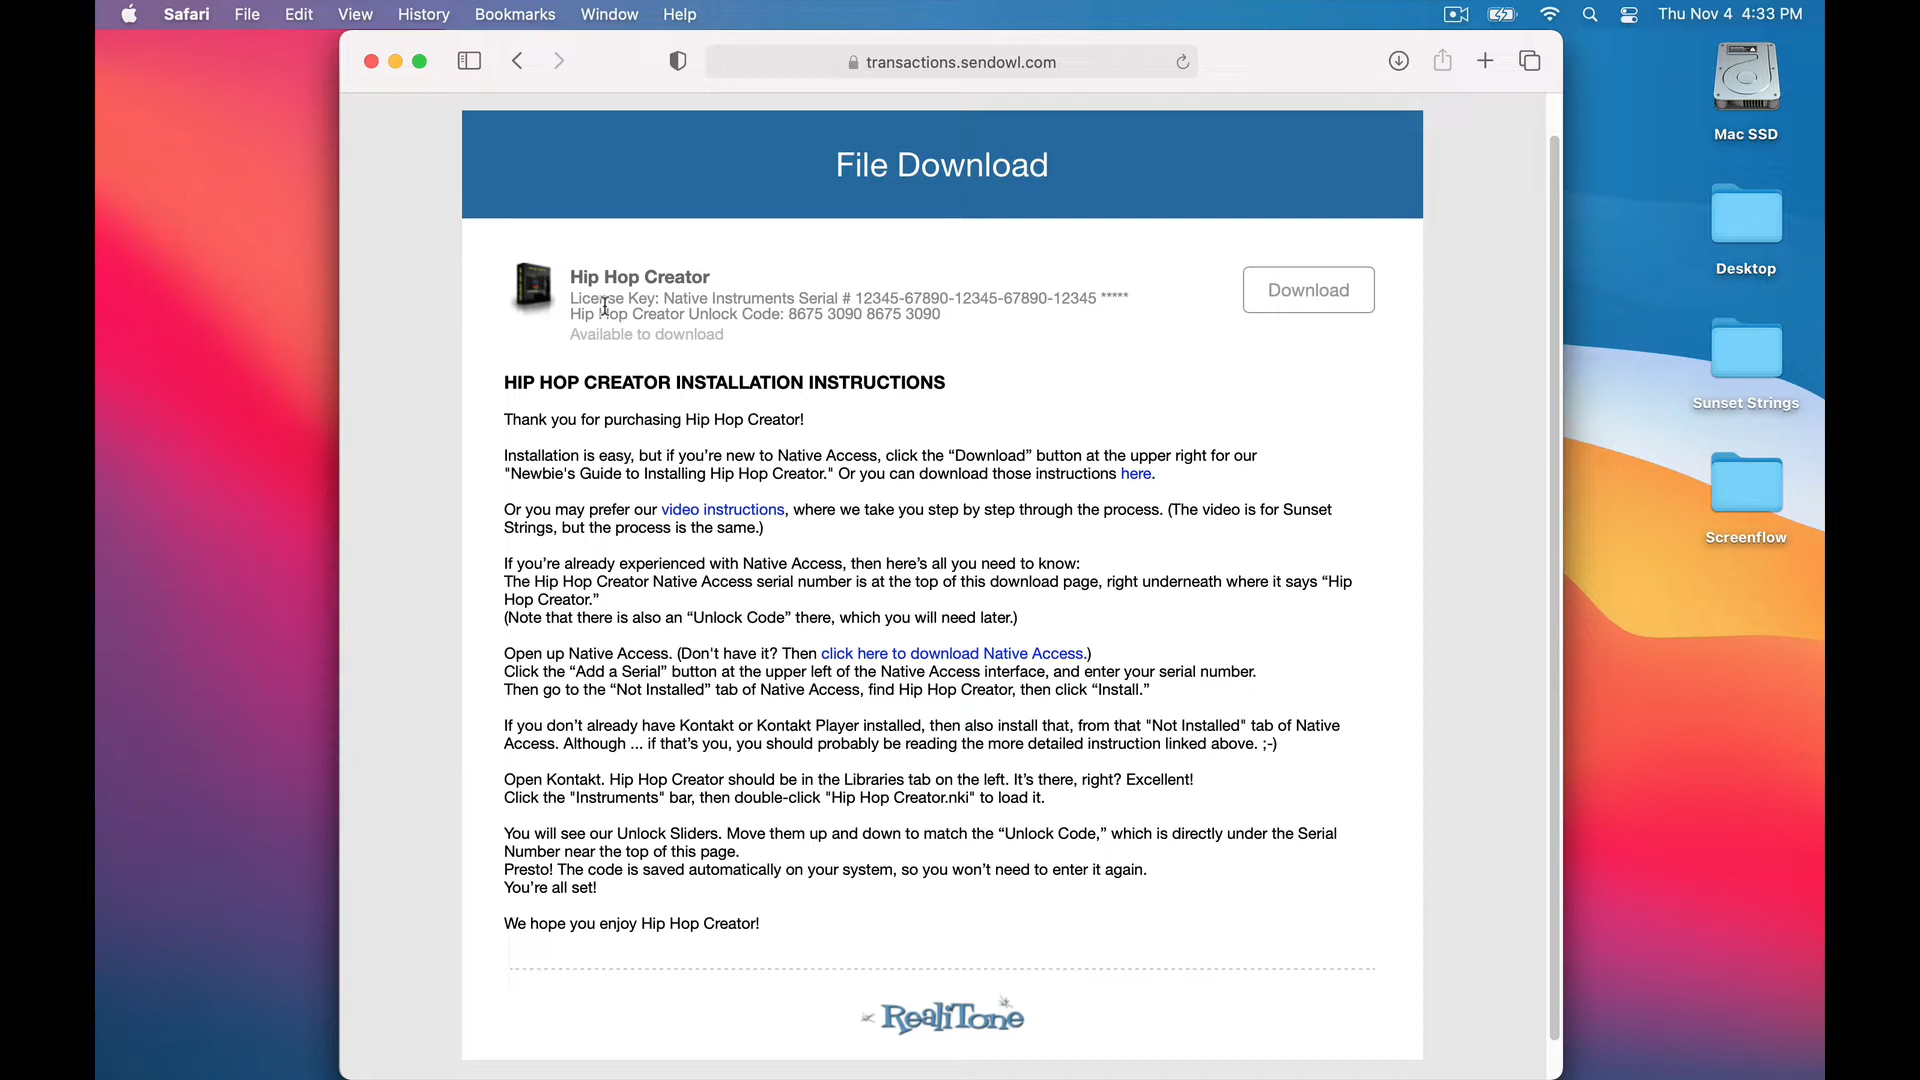 Safari File Edit View History Bookmarks Window Help Thu Nov 4 4:33 PM
transactions.sendowl.com
Mac SSD
Desktop
Sunset Strings
Screenflow
File Download
Hip Hop Creator
License Key: Native Instruments Serial # 12345-67890-12345-67890-12345 *****
Hip Hop Creator Unlock Code: 8675 3090 8675 3090
Available to download
Download
HIP HOP CREATOR INSTALLATION INSTRUCTIONS
Thank you for purchasing Hip Hop Creator!
Installation is easy, but if you’re new to Native Access, click the “Download” button at the upper right for our
"Newbie's Guide to Installing Hip Hop Creator." Or you can download those instructions here.
Or you may prefer our video instructions, where we take you step by step through the process. (The video is for Sunset
Strings, but the process is the same.)
If you’re already experienced with Native Access, then here’s all you need to know:
The Hip Hop Creator Native Access serial number is at the top of this download page, right underneath where it says “Hip
Hop Creator.”
(Note that there is also an “Unlock Code” there, which you will need later.)
Open up Native Access. (Don't have it? Then click here to download Native Access.)
Click the “Add a Serial” button at the upper left of the Native Access interface, and enter your serial number.
Then go to the “Not Installed” tab of Native Access, find Hip Hop Creator, then click “Install.”
If you don’t already have Kontakt or Kontakt Player installed, then also install that, from that "Not Installed" tab of Native
Access. Although ... if that’s you, you should probably be reading the more detailed instruction linked above. ;-)
Open Kontakt. Hip Hop Creator should be in the Libraries tab on the left. It’s there, right? Excellent!
Click the "Instruments" bar, then double-click "Hip Hop Creator.nki" to load it.
You will see our Unlock Sliders. Move them up and down to match the “Unlock Code,” which is directly under the Serial
Number near the top of this page.
Presto! The code is saved automatically on your system, so you won’t need to enter it again.
You’re all set!
We hope you enjoy Hip Hop Creator!
RealiTone